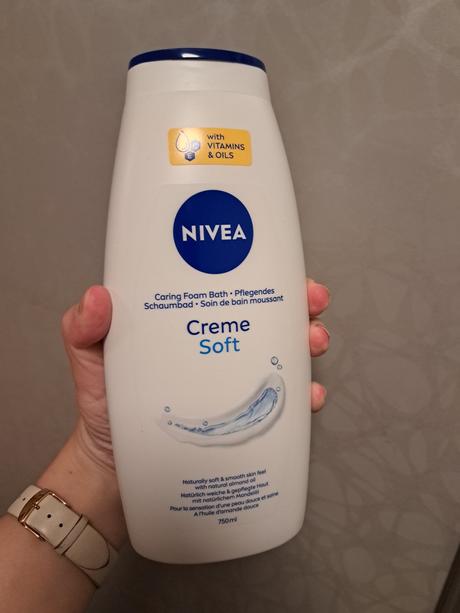 with
VITAMINS
& OILS
NIVEA
Caring Foam Bath • Pflegendes
Schaumbad • Soin de bain moussant
Creme
Soft
Naturally soft & smooth skin feel
with natural almond oil
Natürlich weiche & gepflegte Haut
mit natürlichem Mandelöl
Pour la sensation d'une peau douce et saine
A l'huile d'amande douce
750ml